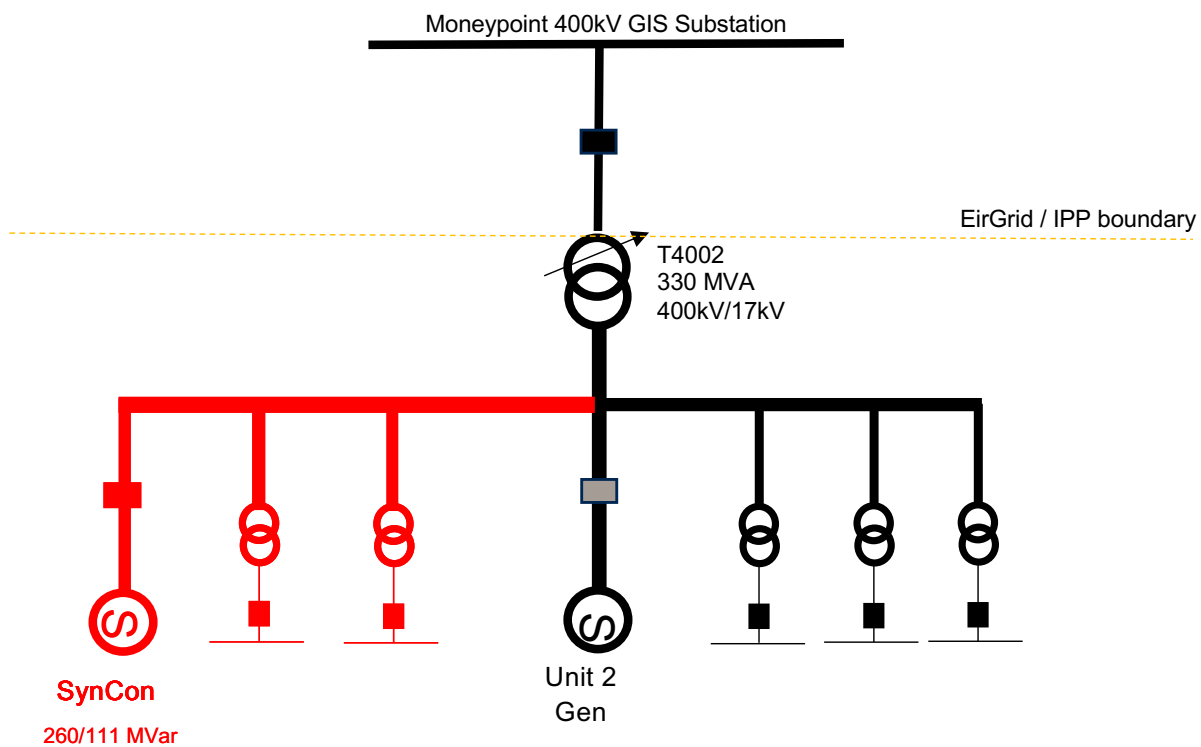 Moneypoint 400kV GIS Substation
EirGrid / IPP boundary
T4002
330 MVA
400kV/17kV
S
S
SynCon
260/111 MVar
Unit 2
Gen